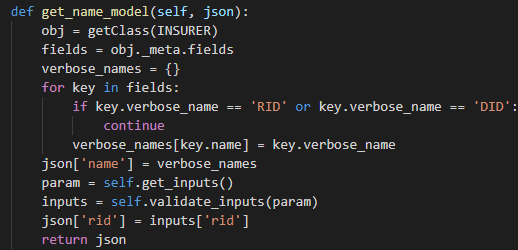 def get_name_model(self, json):
    obj = getClass(INSURER)
    fields = obj._meta.fields
    verbose_names = {}
    for key in fields:
        if key.verbose_name == 'RID' or key.verbose_name == 'DID':
            continue
        verbose_names[key.name] = key.verbose_name
    json['name'] = verbose_names
    param = self.get_inputs()
    inputs = self.validate_inputs(param)
    json['rid'] = inputs['rid']
    return json